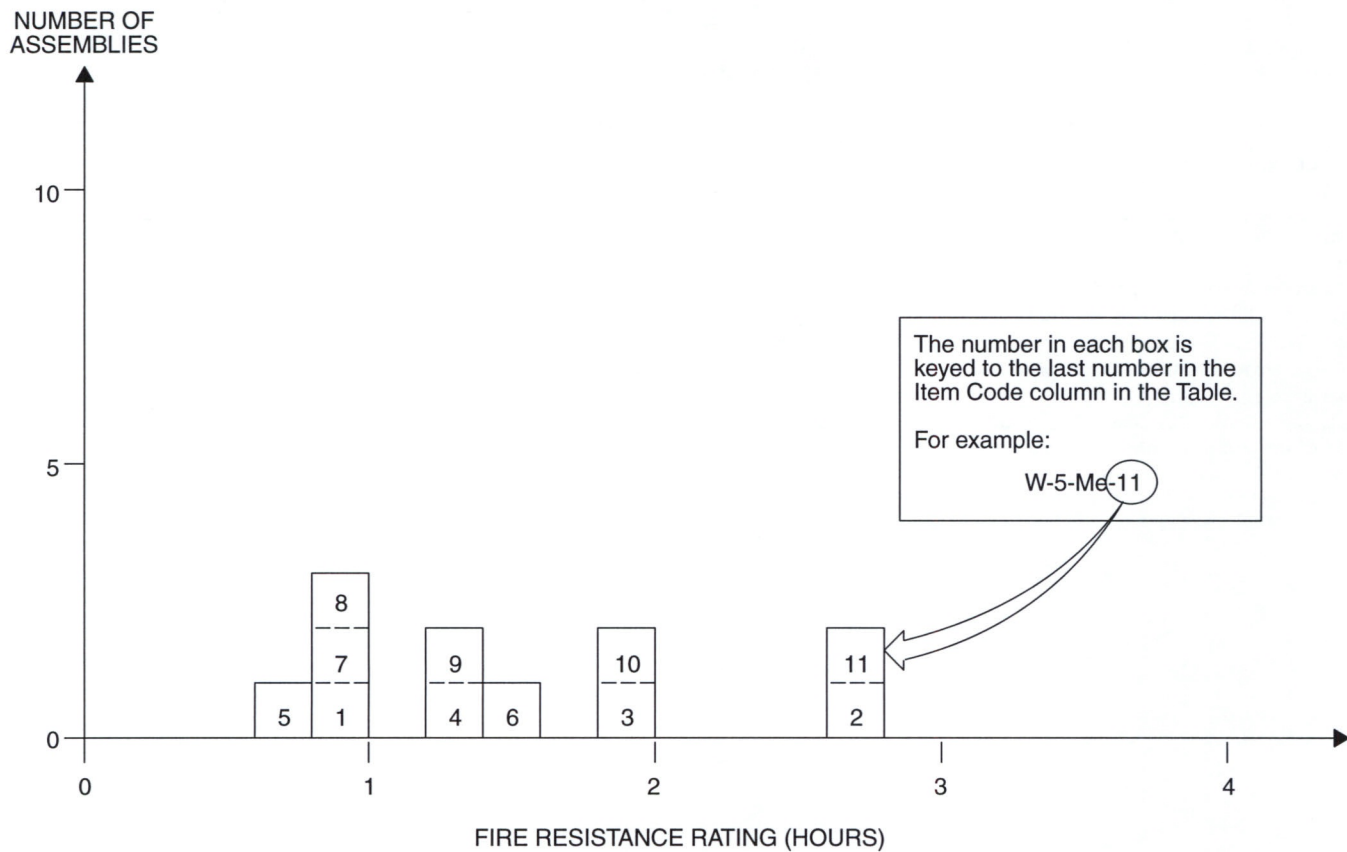 NUMBER OF
ASSEMBLIES
10
5
0
The number in each box is
keyed to the last number in the
Item Code column in the Table.
For example:
W-5-Me-11
8
7
9
10
11
5
1
4
6
3
2
0
1
2
3
4
FIRE RESISTANCE RATING (HOURS)